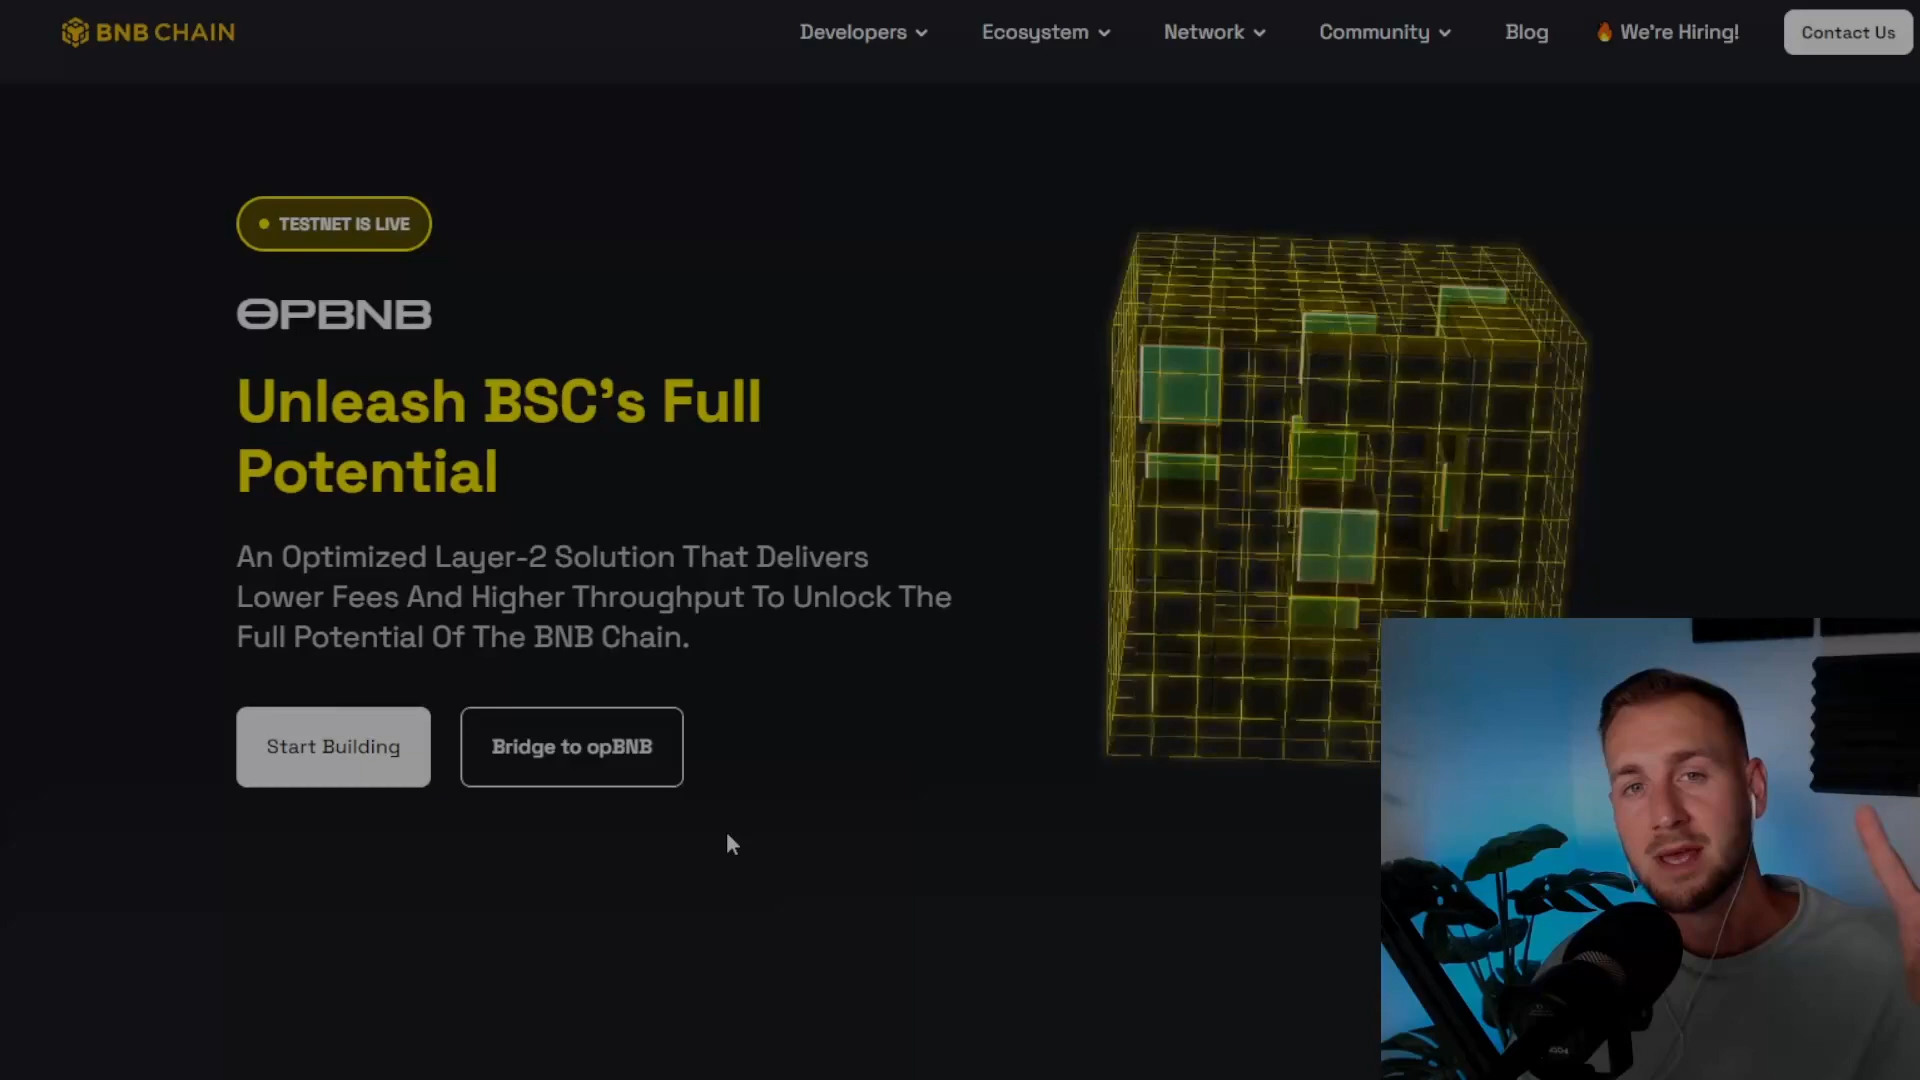 BNB CHAIN
Developers
Ecosystem
Network
Community
Blog
We're Hiring!
Contact Us
TESTNET IS LIVE
OPBNB
Unleash BSC's Full
Potential
An Optimized Layer-2 Solution That Delivers
Lower Fees And Higher Throughput To Unlock The
Full Potential Of The BNB Chain.
Start Building
Bridge to opBNB